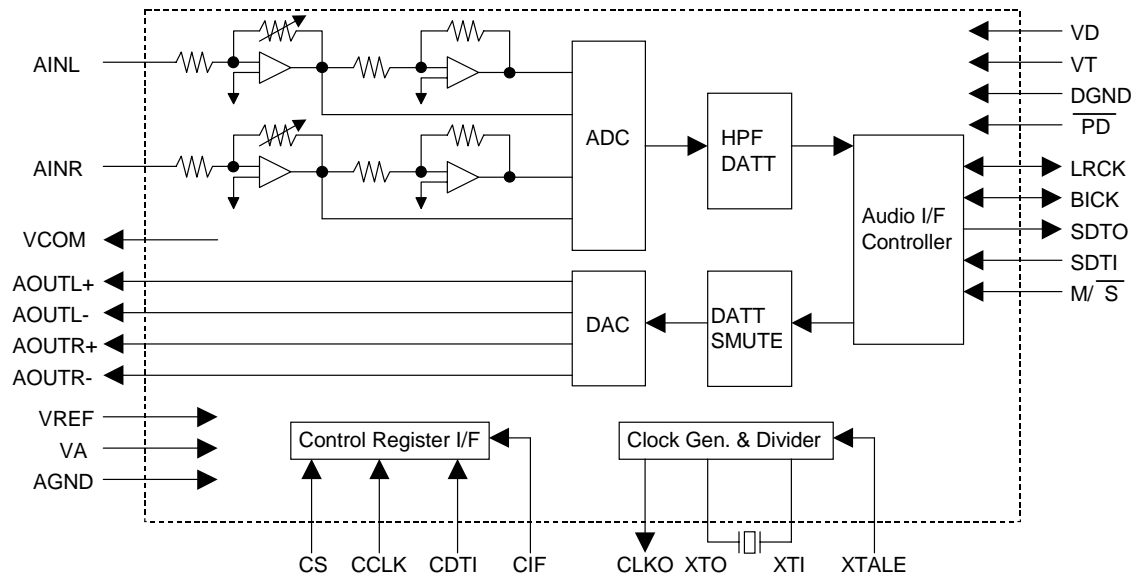 AINL
AINR
VCOM
AOUTL+
AOUTL-
AOUTR+
AOUTR-
VREF
VA
AGND
ADC
HPF
DATT
Audio I/F
Controller
DAC
DATT
SMUTE
Control Register I/F
Clock Gen. & Divider
VD
VT
DGND
PD
LRCK
BICK
SDTO
SDTI
M/ S
CS
CCLK
CDTI
CIF
CLKO
XTO
XTI
XTALE